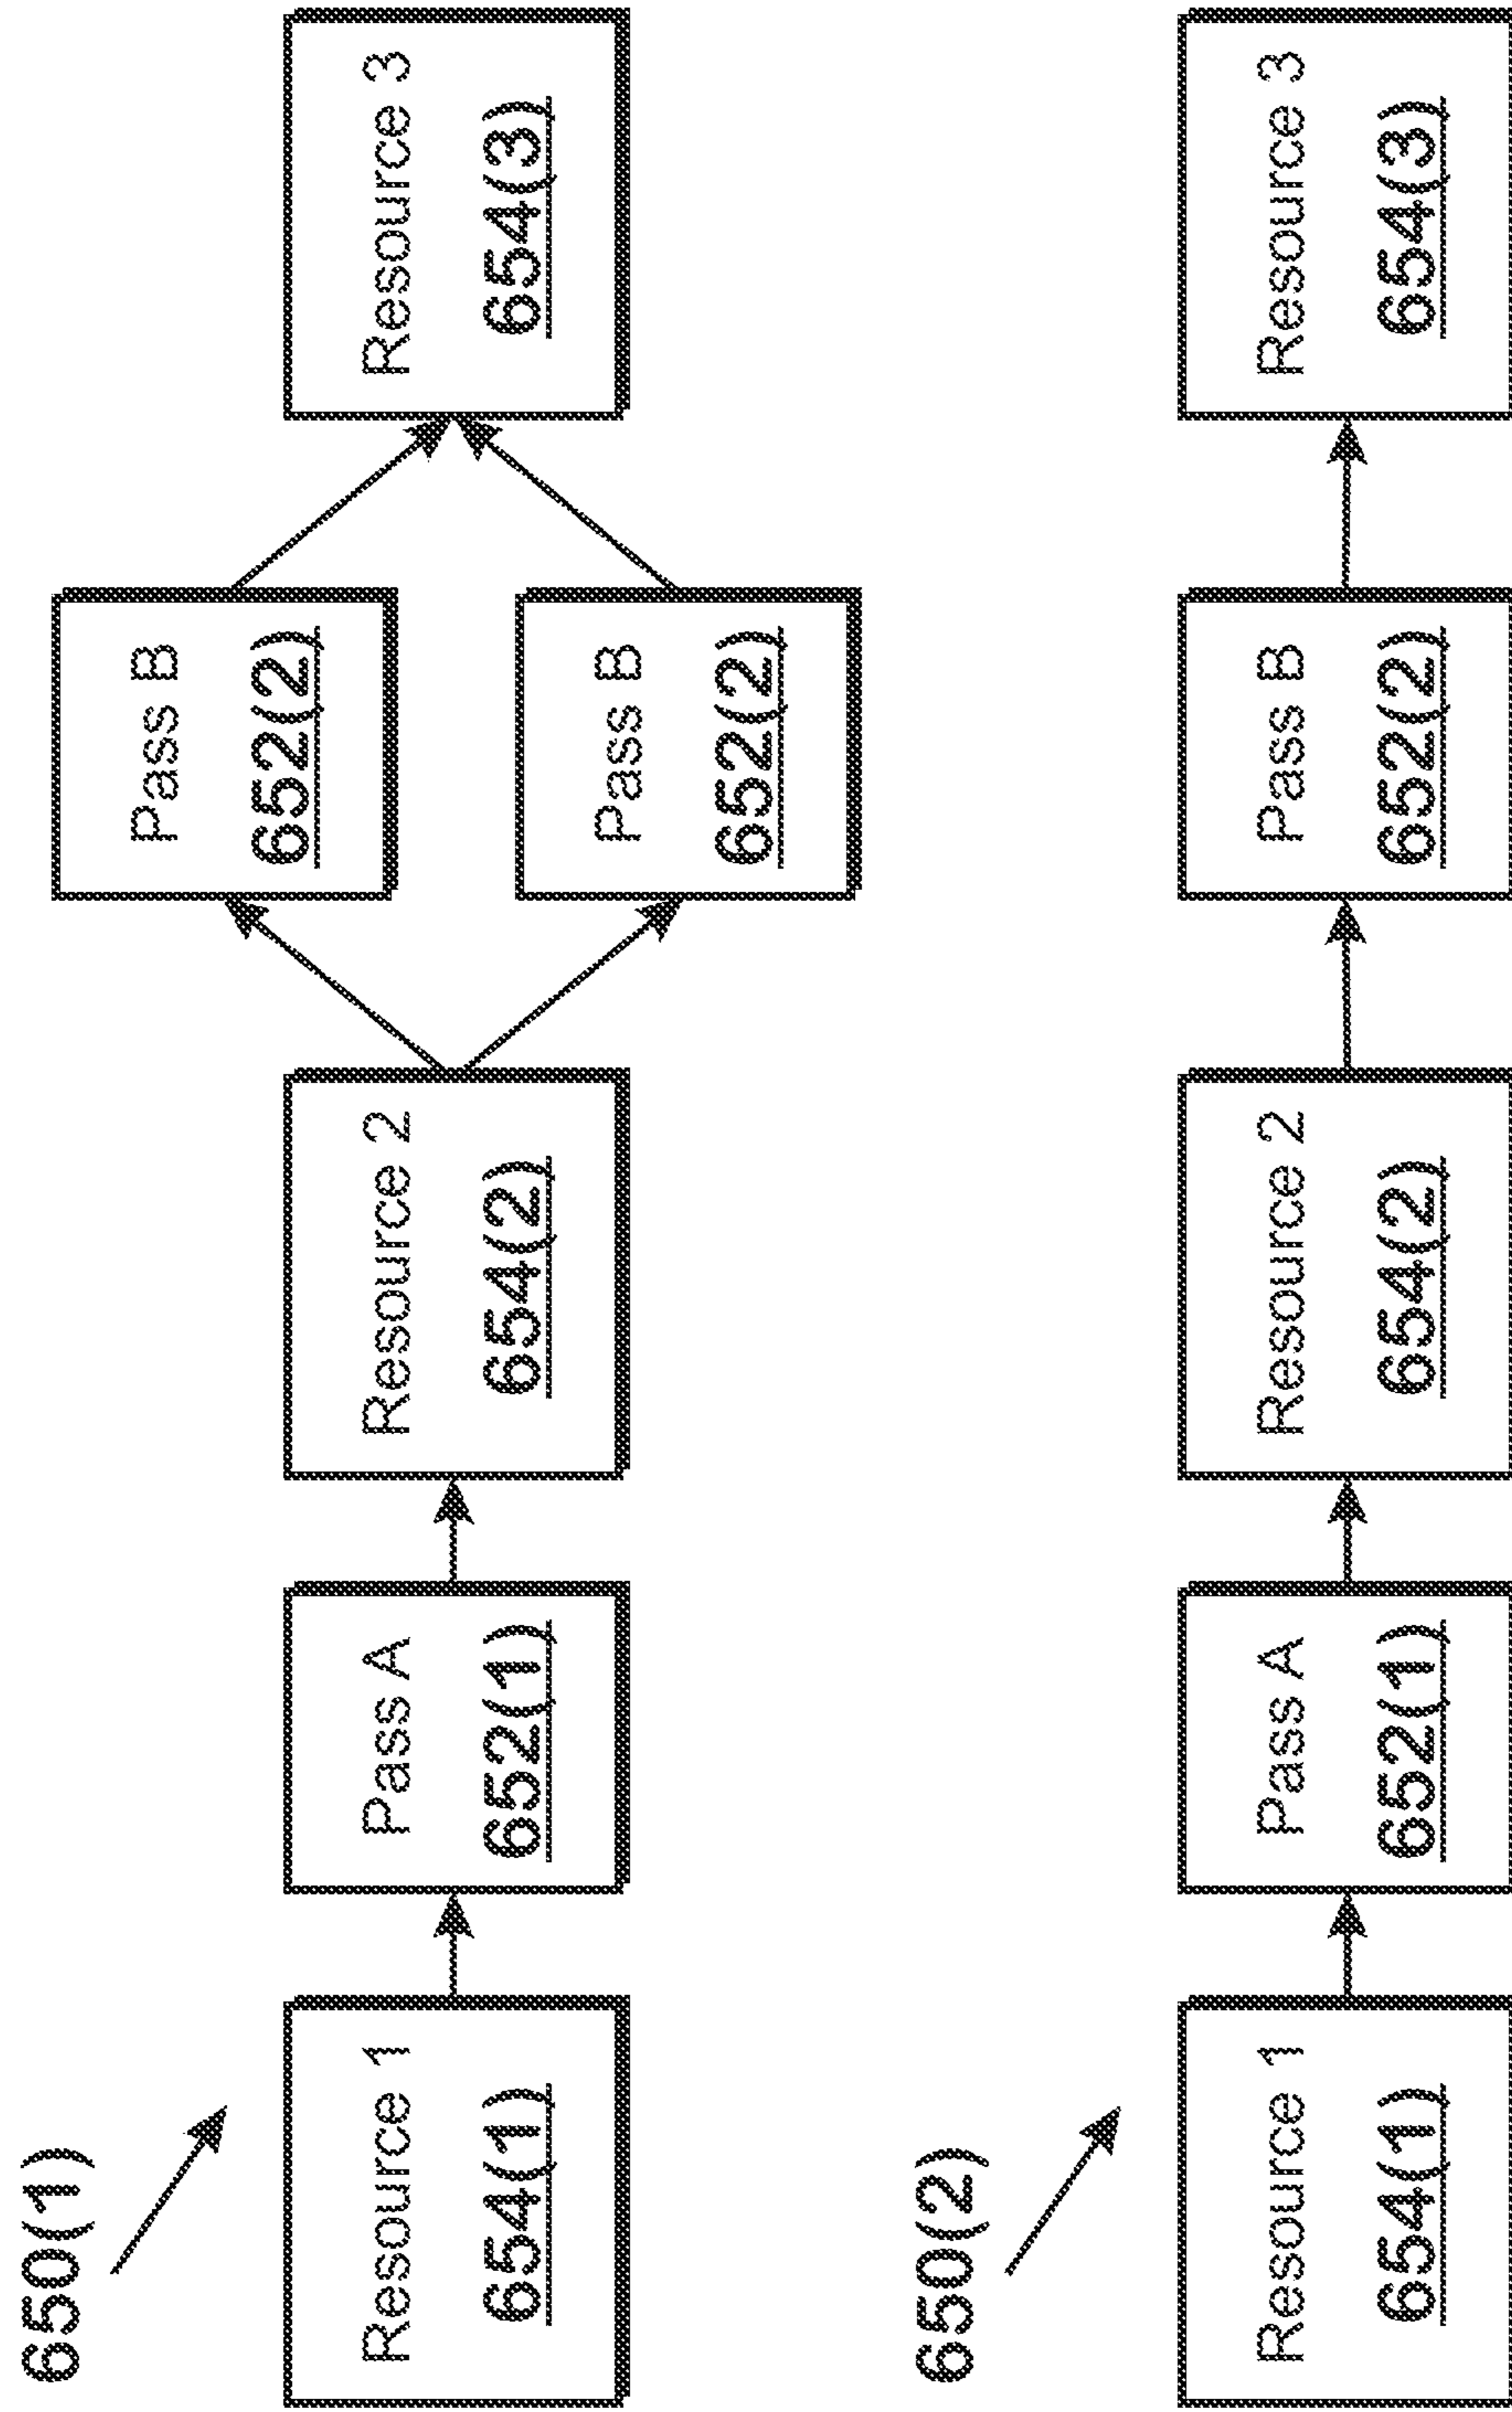 650(1)
Resource 1
654(1)
Pass A
652(1)
Resource 2
654(2)
Pass B
652(2)
Pass B
652(2)
Resource 3
654(3)
650(2)
Resource 1
654(1)
Pass A
652(1)
Resource 2
654(2)
Pass B
652(2)
Resource 3
654(3)